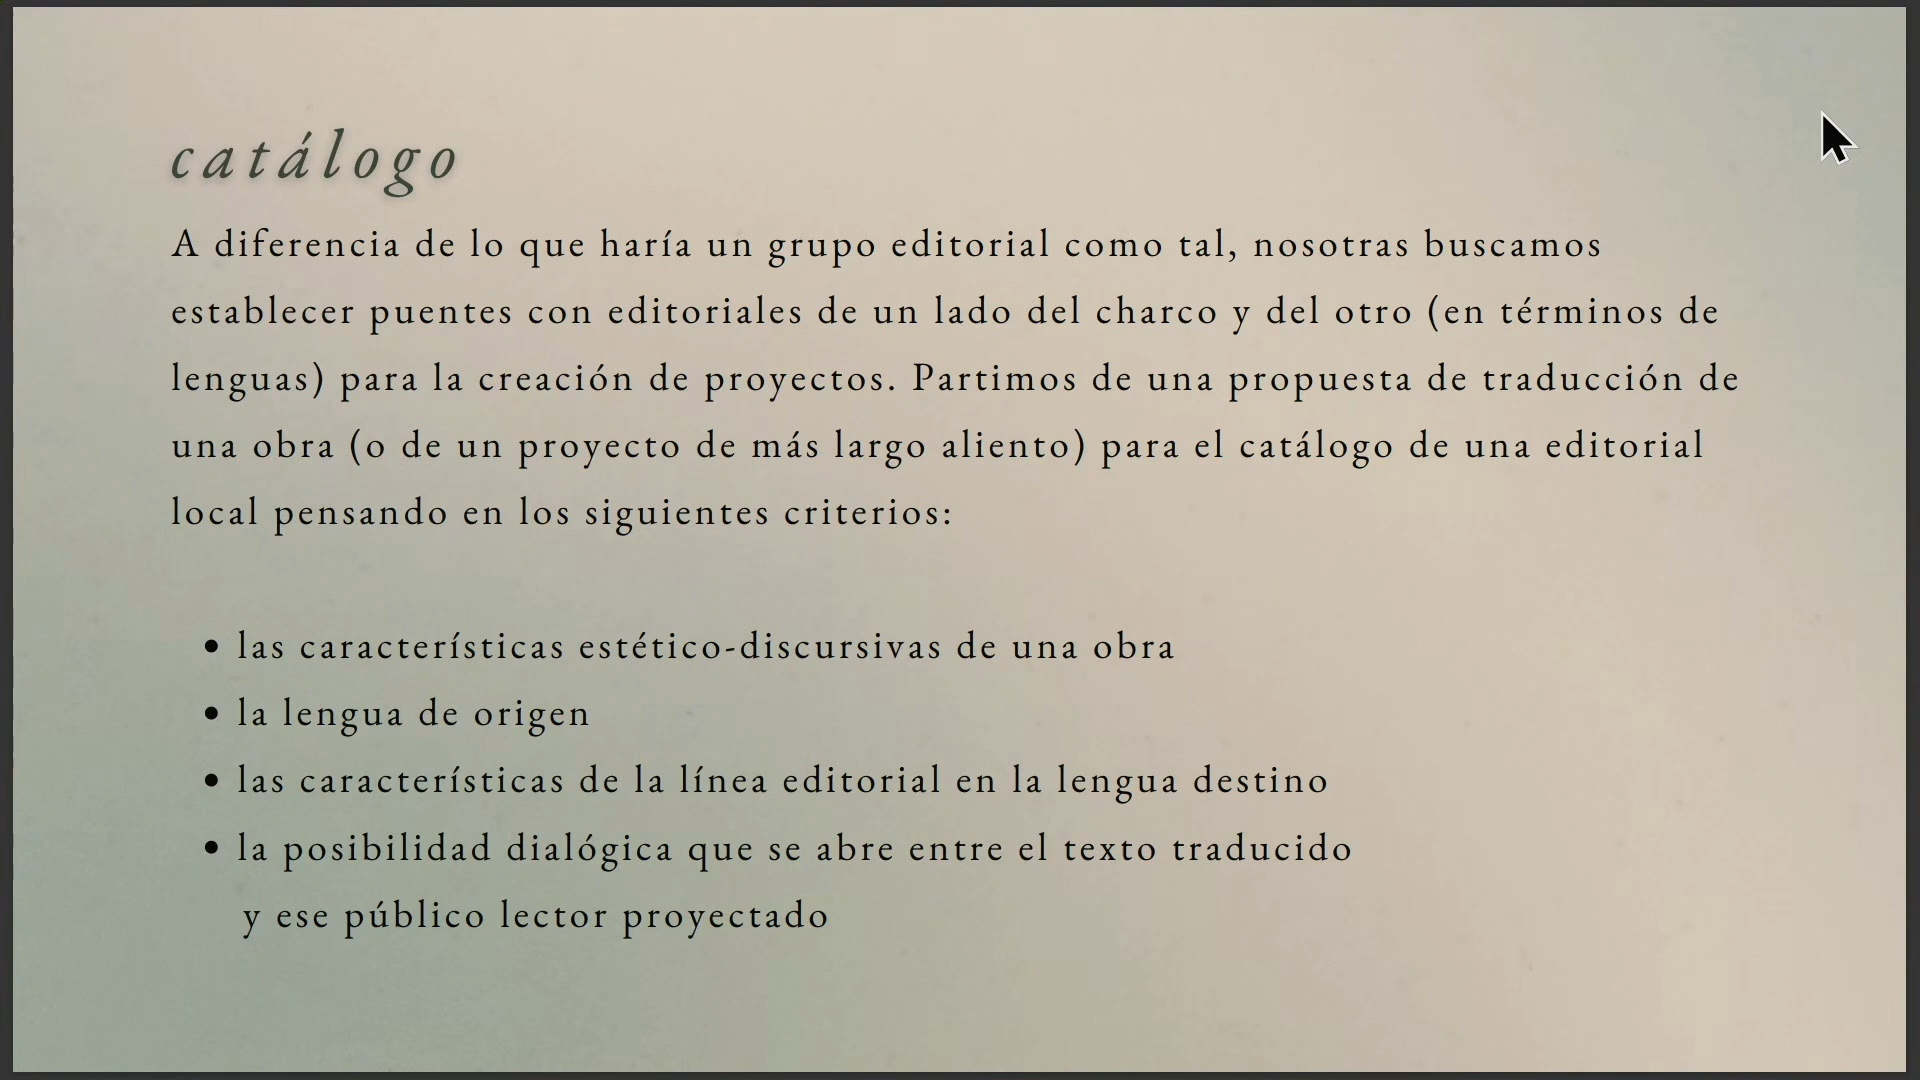 catálogo
A diferencia de lo que haría un grupo editorial como tal, nosotras buscamos
establecer puentes con editoriales de un lado del charco y del otro (en términos de
lenguas) para la creación de proyectos. Partimos de una propuesta de traducción de
una obra (o de un proyecto de más largo aliento) para el catálogo de una editorial
local pensando en los siguientes criterios:
• las características estético-discursivas de una obra
• la lengua de origen
• las características de la línea editorial en la lengua destino
• la posibilidad dialógica que se abre entre el texto traducido
y ese público lector proyectado